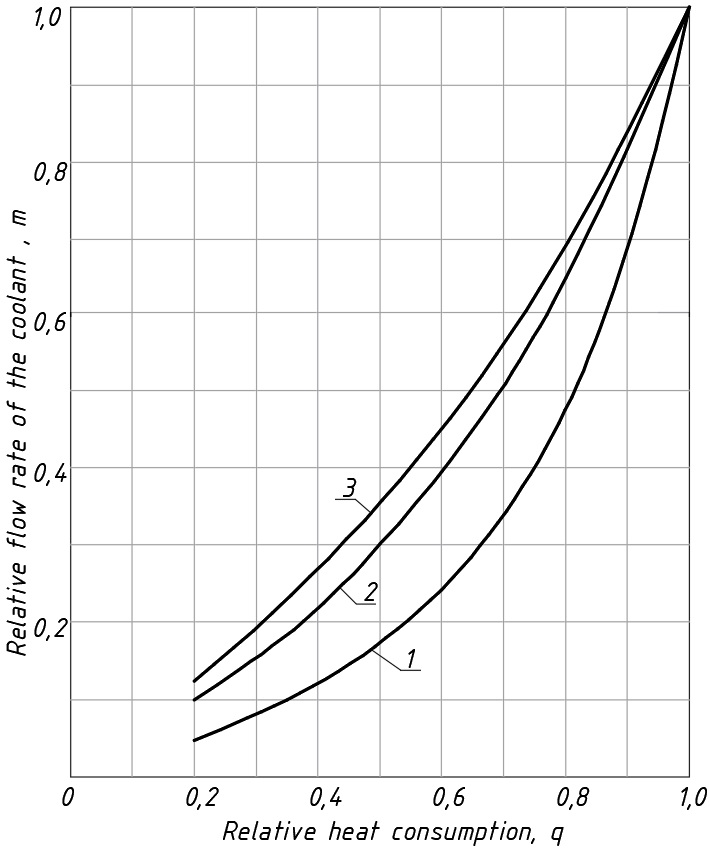 1,0
0,8
0,6
0,4
0,2
Relative flow rate of the coolant , m
3
2
1
0 0,2 0,4 0,6 0,8 1,0
Relative heat consumption, q